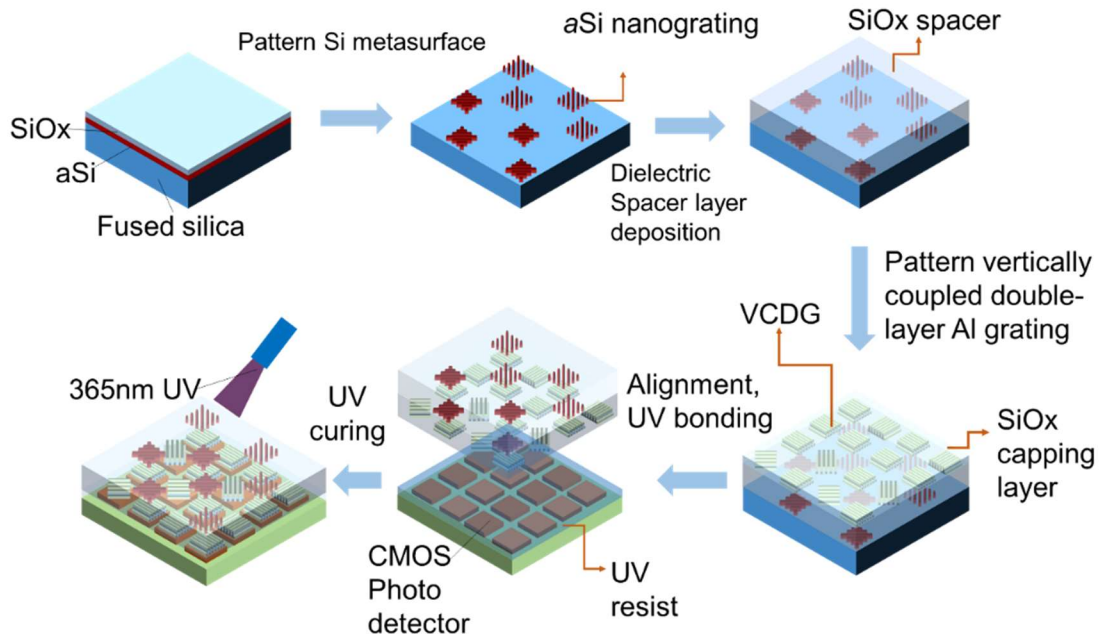 Pattern Si metasurface
aSi nanograting
SiOx spacer
SiOx
aSi
Fused silica
Dielectric
Spacer layer
deposition
Pattern vertically
coupled double-
layer Al grating
VCDG
SiOx
capping
layer
Alignment,
UV bonding
CMOS
Photo
detector
UV
resist
UV
curing
365nm UV